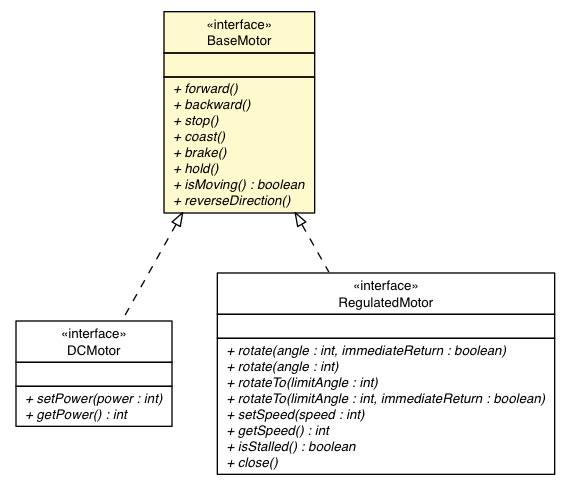 «interface»
BaseMotor
+ forward()
+ backward()
+ stop()
+ coast()
+ brake()
+ hold()
+ isMoving() : boolean
+ reverseDirection()
«interface»
DCMotor
+ setPower(power : int)
+ getPower() : int
«interface»
RegulatedMotor
+ rotate(angle : int, immediateReturn : boolean)
+ rotate(angle : int)
+ rotateTo(limitAngle : int)
+ rotateTo(limitAngle : int, immediateReturn : boolean)
+ setSpeed(speed : int)
+ getSpeed() : int
+ isStalled() : boolean
+ close()